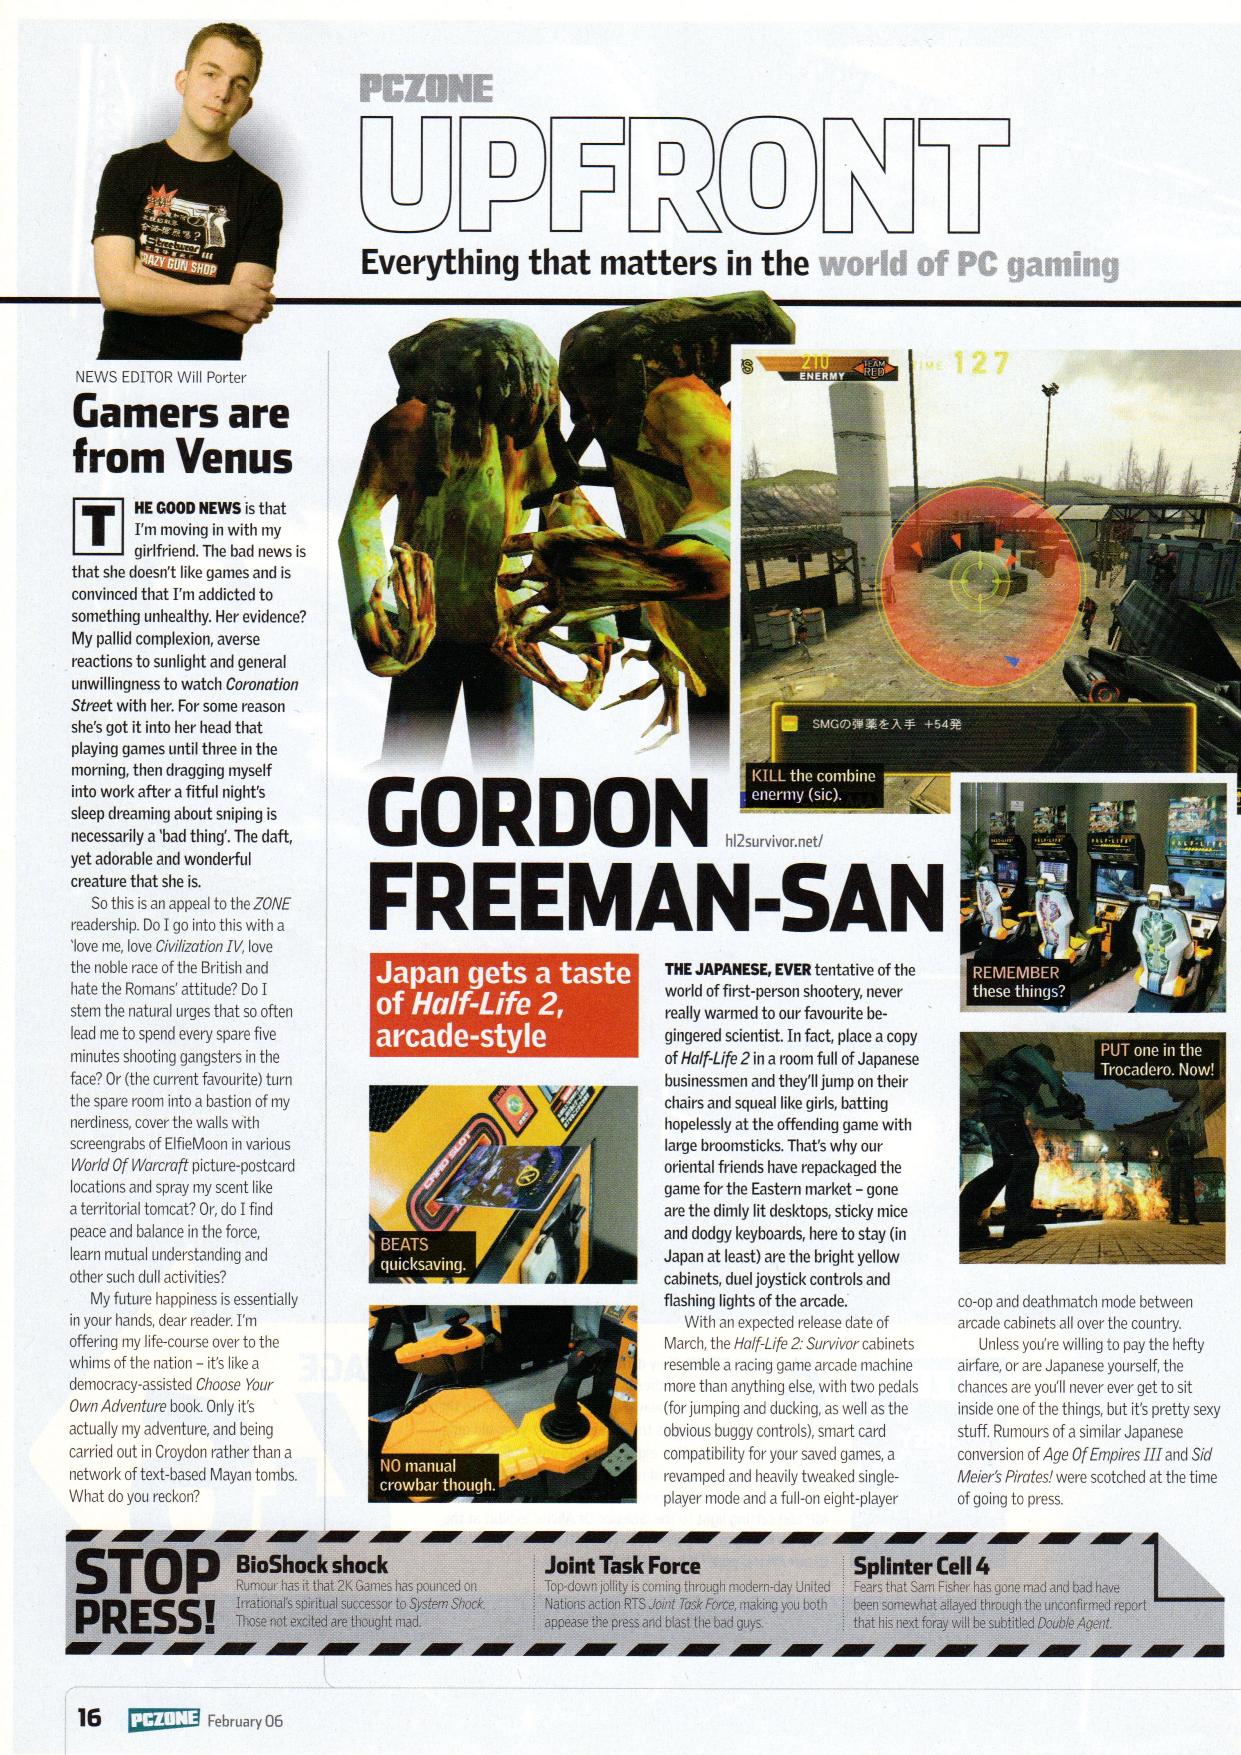 PCZONE
UPFRONT
Everything that matters in the world of PC gaming
CRAZY GUN SHOP
NEWS EDITOR Will Porter
Gamers are
from Venus
THE GOOD NEWS is that
I'm moving in with my
girlfriend. The bad news is
that she doesn't like games and is
convinced that I'm addicted to
something unhealthy. Her evidence?
My pallid complexion, averse
reactions to sunlight and general
unwillingness to watch Coronation
Street with her. For some reason
she's got it into her head that
playing games until three in the
morning, then dragging myself
into work after a fitful night's
sleep dreaming about sniping is
necessarily a 'bad thing'. The daft,
yet adorable and wonderful
creature that she is.
So this is an appeal to the ZONE
readership. Do I go into this with a
'love me, love Civilization IV, love
the noble race of the British and
hate the Romans' attitude? Do I
stem the natural urges that so often
lead me to spend every spare five
minutes shooting gangsters in the
face? Or (the current favourite) turn
the spare room into a bastion of my
nerdiness, cover the walls with
screengrabs of ElfieMoon in various
World Of Warcraft picture-postcard
locations and spray my scent like
a territorial tomcat? Or, do I find
peace and balance in the force,
learn mutual understanding and
other such dull activities?
My future happiness is essentially
in your hands, dear reader. I'm
offering my life-course over to the
whims of the nation – it's like a
democracy-assisted Choose Your
Own Adventure book. Only it's
actually my adventure, and being
carried out in Croydon rather than a
network of text-based Mayan tombs.
What do you reckon?
S
210
ENERMY
TEAM
RED
TIME 127
SMGの弾薬を入手 +54発
KILL the combine
enermy (sic).
GORDON
FREEMAN-SAN
hl2survivor.net/
HALF-LIFE 2
REMEMBER
these things?
PUT one in the
Trocadero. Now!
Japan gets a taste
of Half-Life 2,
arcade-style
CARD SLOT
BEATS
quicksaving.
NO manual
crowbar though.
THE JAPANESE, EVER tentative of the
world of first-person shootery, never
really warmed to our favourite be-
gingered scientist. In fact, place a copy
of Half-Life 2 in a room full of Japanese
businessmen and they'll jump on their
chairs and squeal like girls, batting
hopelessly at the offending game with
large broomsticks. That's why our
oriental friends have repackaged the
game for the Eastern market – gone
are the dimly lit desktops, sticky mice
and dodgy keyboards, here to stay (in
Japan at least) are the bright yellow
cabinets, duel joystick controls and
flashing lights of the arcade.
With an expected release date of
March, the Half-Life 2: Survivor cabinets
resemble a racing game arcade machine
more than anything else, with two pedals
(for jumping and ducking, as well as the
obvious buggy controls), smart card
compatibility for your saved games, a
revamped and heavily tweaked single-
player mode and a full-on eight-player
co-op and deathmatch mode between
arcade cabinets all over the country.
Unless you're willing to pay the hefty
airfare, or are Japanese yourself, the
chances are you'll never ever get to sit
inside one of the things, but it's pretty sexy
stuff. Rumours of a similar Japanese
conversion of Age Of Empires III and Sid
Meier's Pirates! were scotched at the time
of going to press.
STOP
PRESS!
BioShock shock
Rumour has it that 2K Games has pounced on
Irrational's spiritual successor to System Shock.
Those not excited are thought mad.
Joint Task Force
Top-down jollity is coming through modern-day United
Nations action RTS Joint Task Force, making you both
appease the press and blast the bad guys.
Splinter Cell 4
Fears that Sam Fisher has gone mad and bad have
been somewhat allayed through the unconfirmed report
that his next foray will be subtitled Double Agent.
16 PCZONE February 06